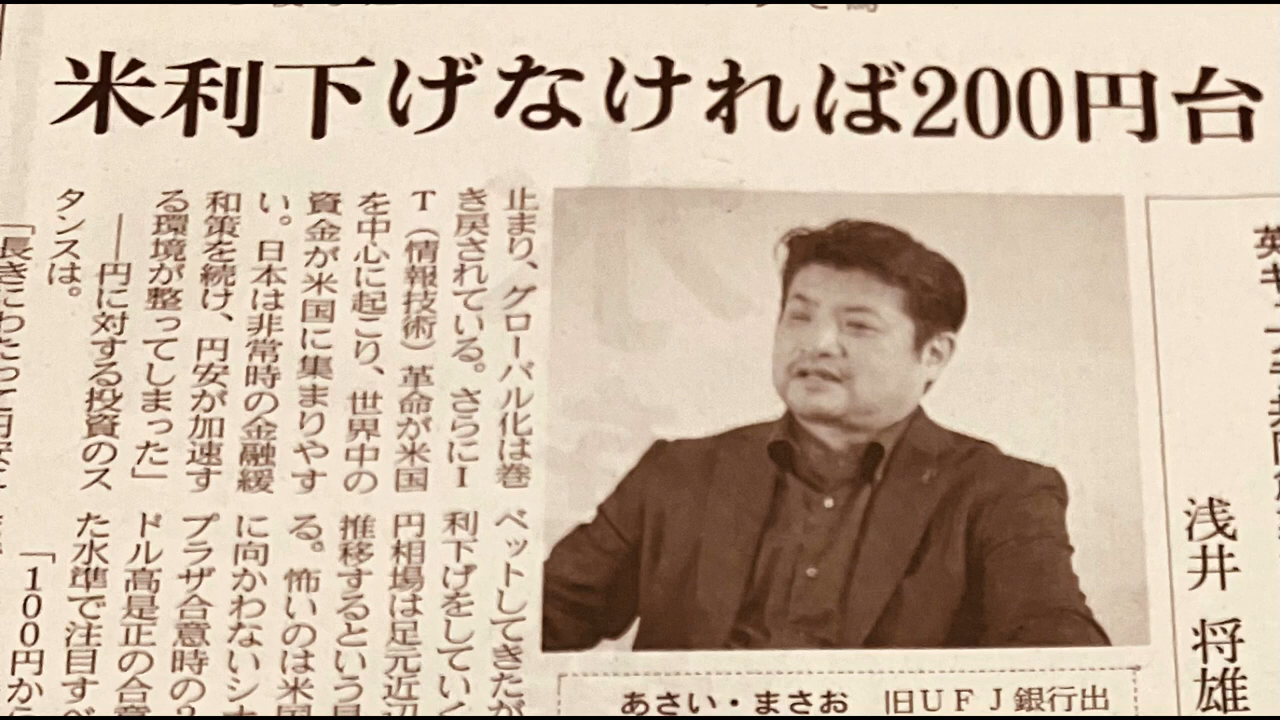 米利下げなければ200円台
浅井 将雄
あさい・まさお 旧ＵＦＪ銀行出
止まり、グローバル化は巻
き戻されている。さらにＩ
Ｔ（情報技術）革命が米国
を中心に起こり、世界中の
資金が米国に集まりやす
い。日本は非常時の金融緩
和策を続け、円安が加速す
る環境が整ってしまった」
――円に対する投資のス
タンスは。
「長きにわたって円安に
ベットしてきたが
利下げをしていく
円相場は足元近辺
推移するという見
る。怖いのは米国
に向かわないシナ
プラザ合意時の2
ドル高是正の合意
た水準で注目すべ
「100円から